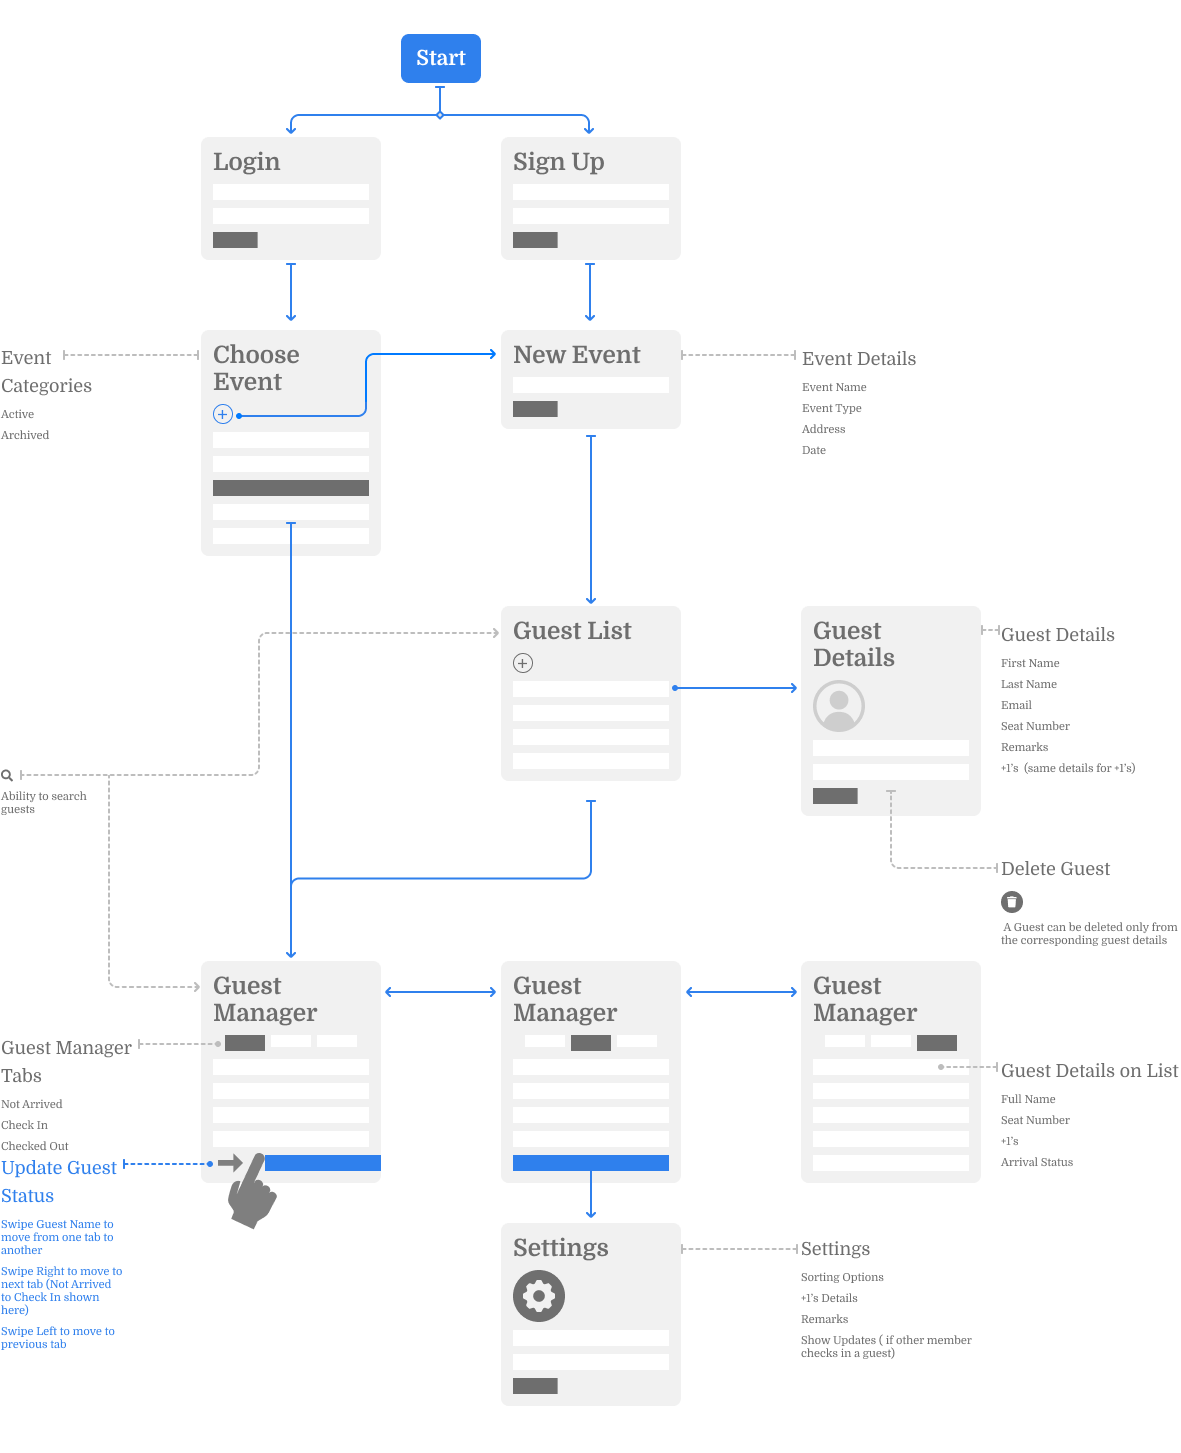 Start
Login
Sign Up
Event
Categories
Active
Archived
Choose
Event
New Event
Event Details
Event Name
Event Type
Address
Date
Guest List
Guest
Details
Guest Details
First Name
Last Name
Email
Seat Number
Remarks
+1's (same details for +1's)
Ability to search
guests
Delete Guest
A Guest can be deleted only from
the corresponding guest details
Guest
Manager
Guest
Manager
Guest
Manager
Guest Manager
Tabs
Not Arrived
Check In
Checked Out
Update Guest
Status
Swipe Guest Name to
move from one tab to
another
Swipe Right to move to
next tab (Not Arrived
to Check In shown
here)
Swipe Left to move to
previous tab
Guest Details on List
Full Name
Seat Number
+1's
Arrival Status
Settings
Settings
Sorting Options
+1's Details
Remarks
Show Updates ( if other member
checks in a guest)